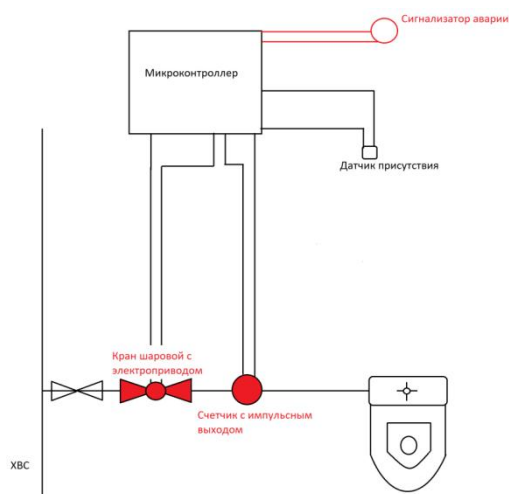 Сигнализатор аварии
Микроконтроллер
Датчик присутствия
Кран шаровой с
электроприводом
Счетчик с импульсным
выходом
ХВС